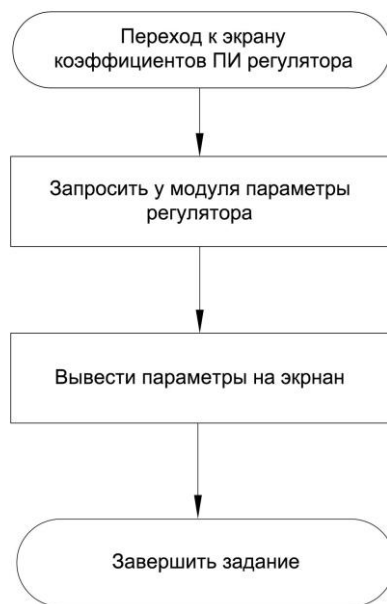 Переход к экрану
коэффициентов ПИ регулятора
Запросить у модуля параметры
регулятора
Вывести параметры на экрнан
Завершить задание